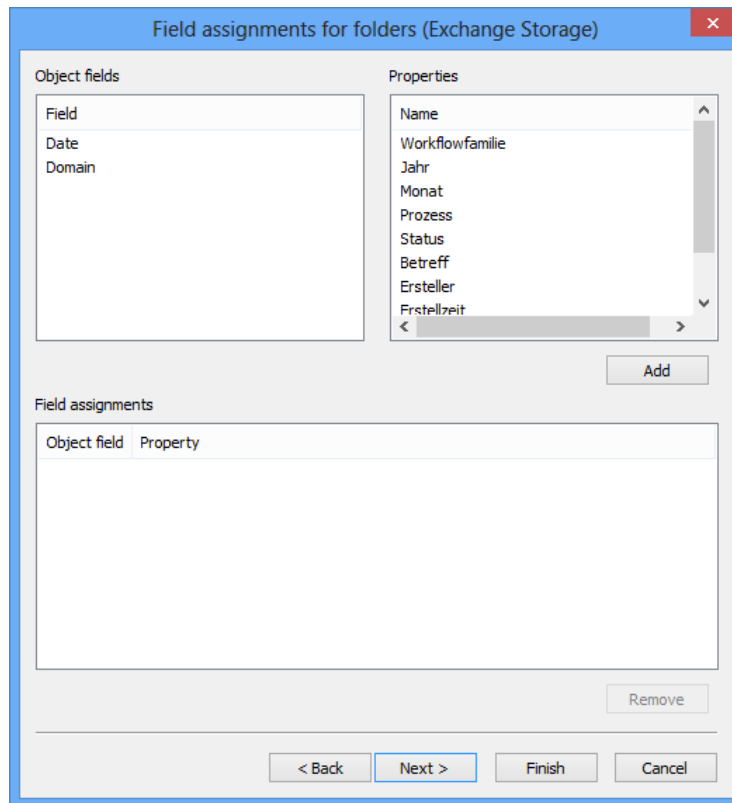 Field assignments for folders (Exchange Storage)
Object fields
Properties
Field
Date
Domain
Name
Workflowfamilie
Jahr
Monat
Prozess
Status
Betreff
Ersteller
Erstellzeit
Add
Field assignments
Object field Property
Remove
< Back Next > Finish Cancel